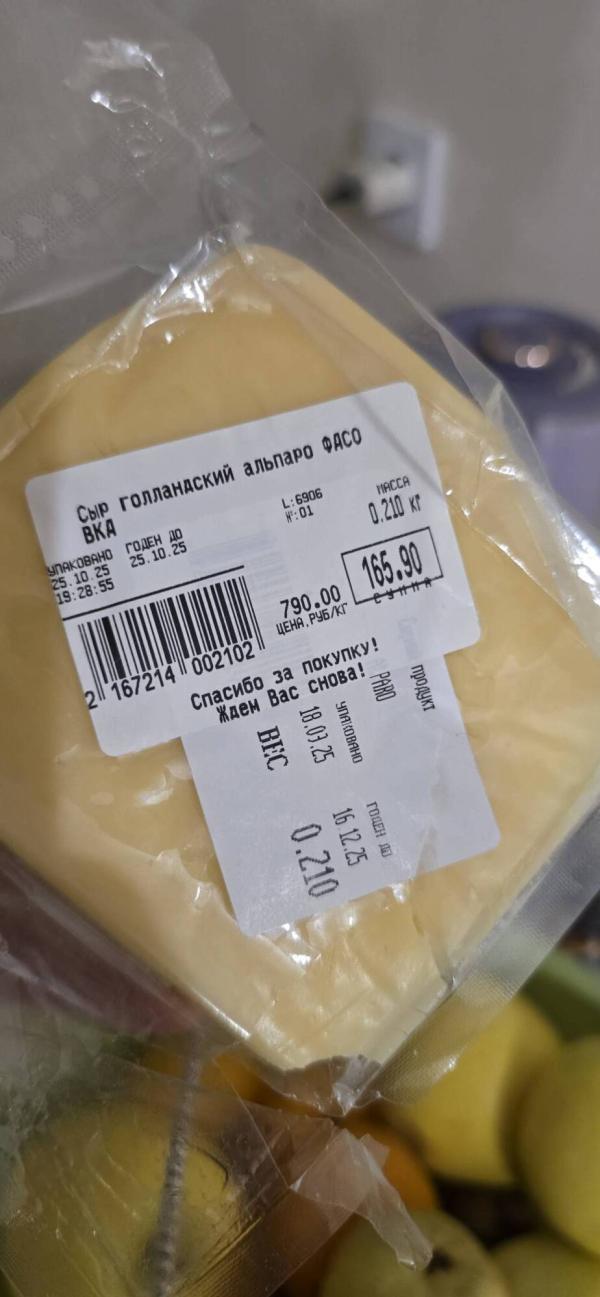 Сыр голландский альпаро ФАСО
ВКД
УПАКОВАНО ГОДЕН ДО
25.10.25 25.10.25
19:28:55
L:6906
№:01
МАССА
0.210 кг
790.00
ЦЕНА,РУБ/КГ
165.90
СУММА
2 167214 002102
Спасибо за покупку!
Ждем Вас снова!
продукт
УПАКОВАНО
18.03.25
ГОДЕН ДО
16.12.25
ВЕС
0.210